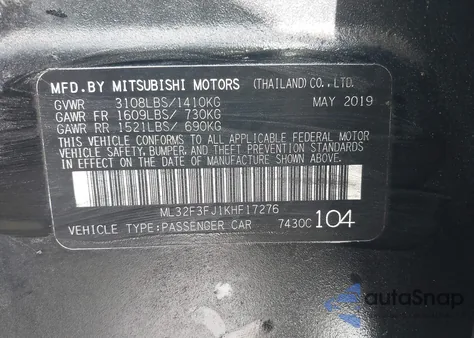 MFD.BY MITSUBISHI MOTORS (THAILAND) CO.,LTD.
GVWR 3108LBS/1410KG MAY 2019
GAWR FR 1609LBS/ 730KG
GAWR RR 1521LBS/ 690KG
THIS VEHICLE CONFORMS TO ALL APPLICABLE FEDERAL MOTOR
VEHICLE SAFETY, BUMPER, AND THEFT PREVENTION STANDARDS
IN EFFECT ON THE DATE OF MANUFACTURE SHOWN ABOVE.
ML32F3FJ1KHF17276
VEHICLE TYPE:PASSENGER CAR 7430C 104
autoSnap